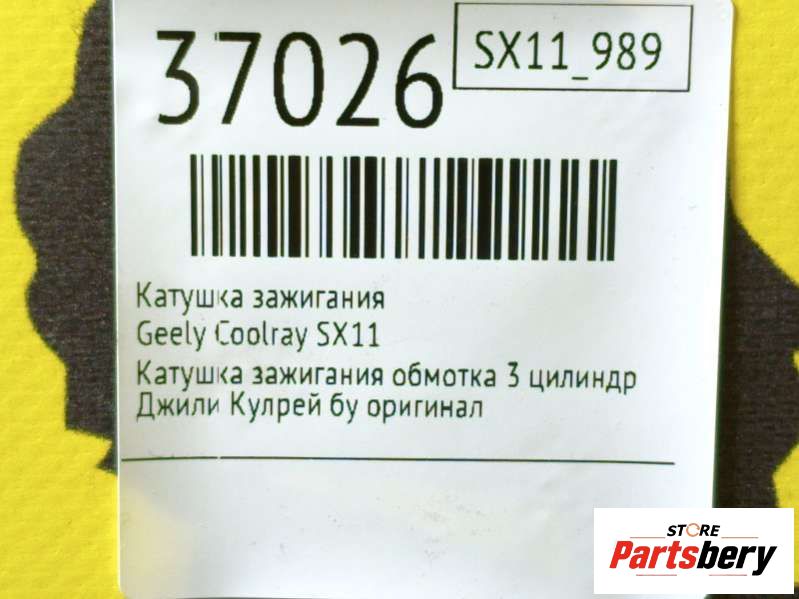 37026
SX11_989
Катушка зажигания
Geely Coolray SX11
Катушка зажигания обмотка 3 цилиндр
Джили Кулрей бу оригинал
STORE
Partsbery